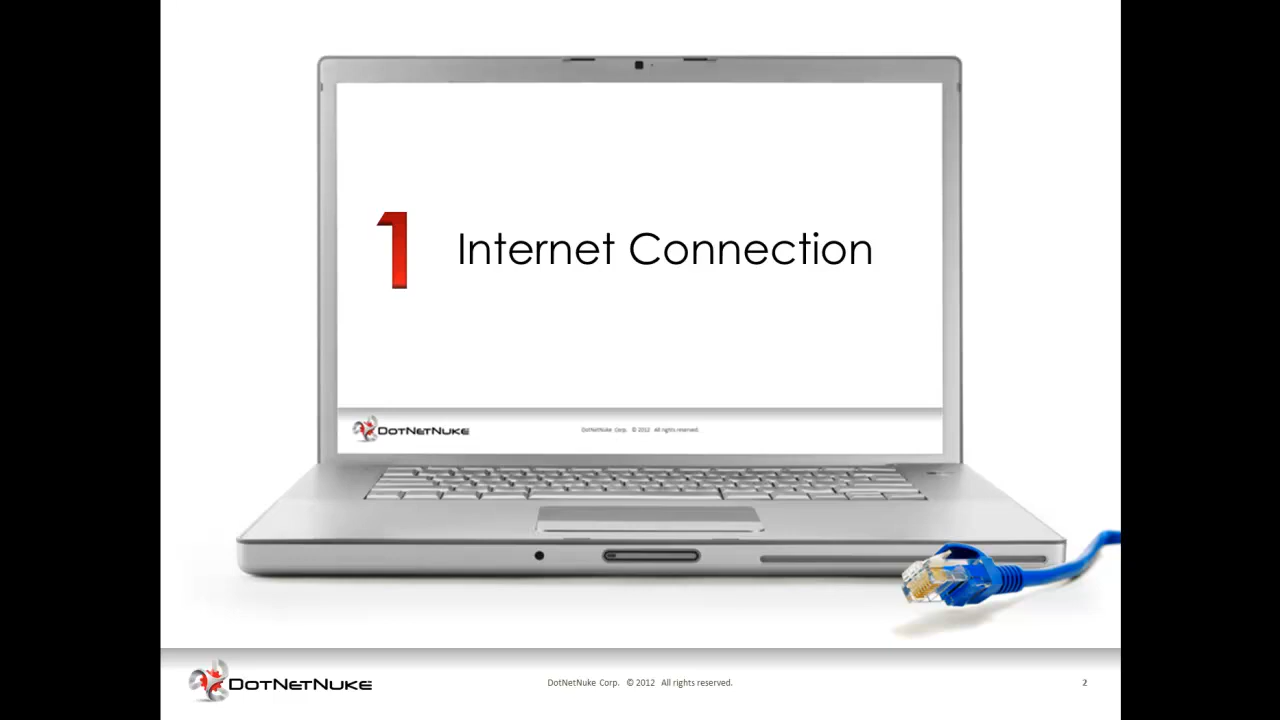 1 Internet Connection
DotNetNuke
DotNetNuke Corp. © 2012 All rights reserved.
DotNetNuke
DotNetNuke Corp. © 2012 All rights reserved.
2